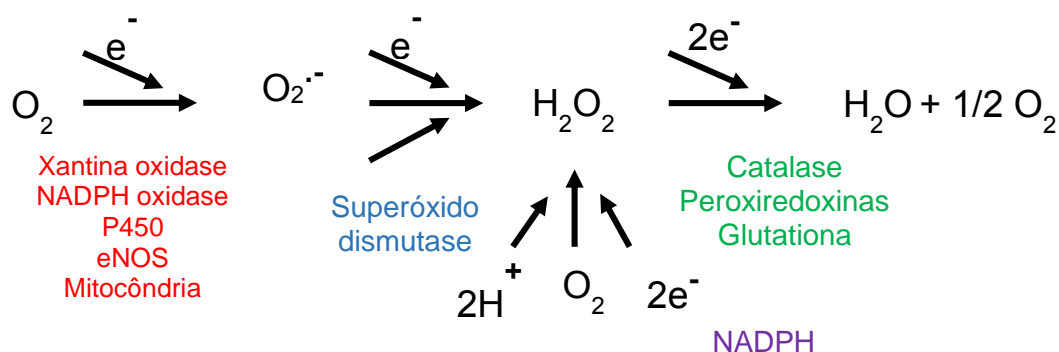 e⁻ e⁻ 2e⁻
O₂ O₂·⁻ H₂O₂ H₂O + 1/2 O₂
Xantina oxidase
NADPH oxidase
P450
eNOS
Mitocôndria
Superóxido
dismutase
Catalase
Peroxiredoxinas
Glutationa
2H⁺ O₂ 2e⁻
NADPH